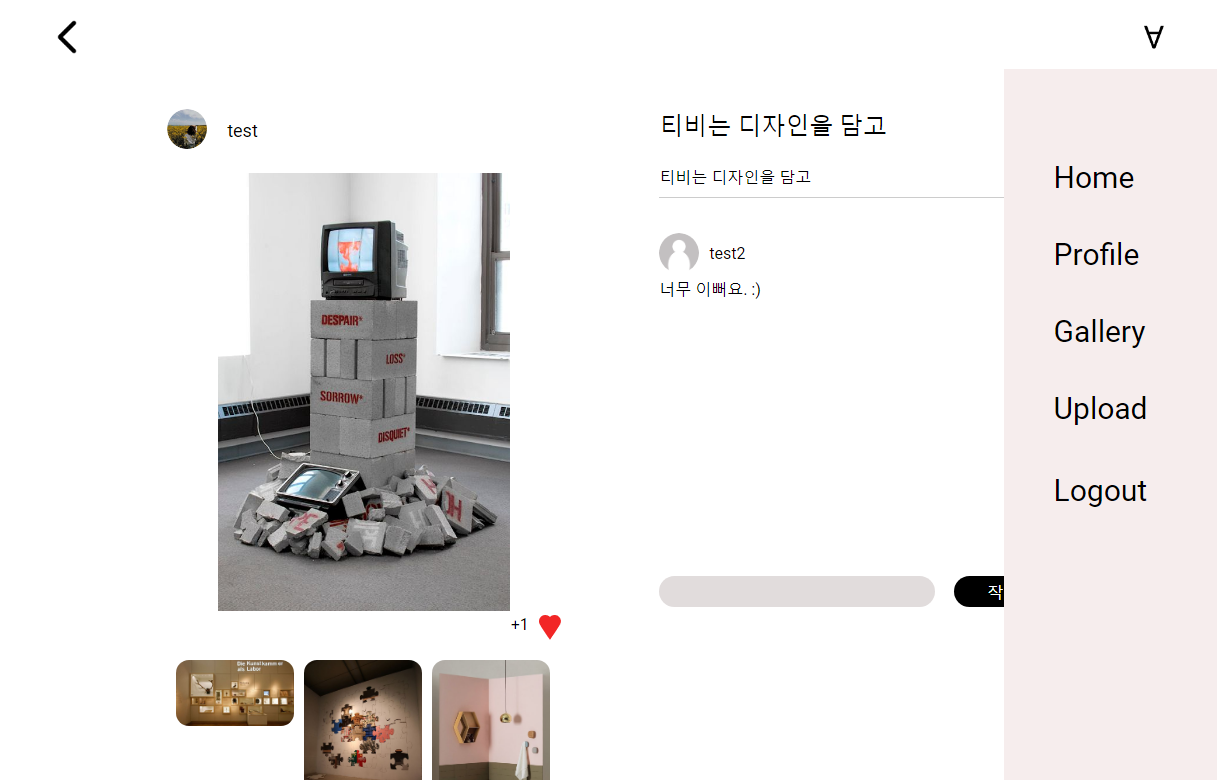 ∀
test
티비는 디자인을 담고
티비는 디자인을 담고
test2
너무 이뻐요. :)
작
Home
Profile
Gallery
Upload
Logout
DESPAIR*
LOSS*
SORROW*
DISQUIET*
+1
Die Kunstkammer
als Labor